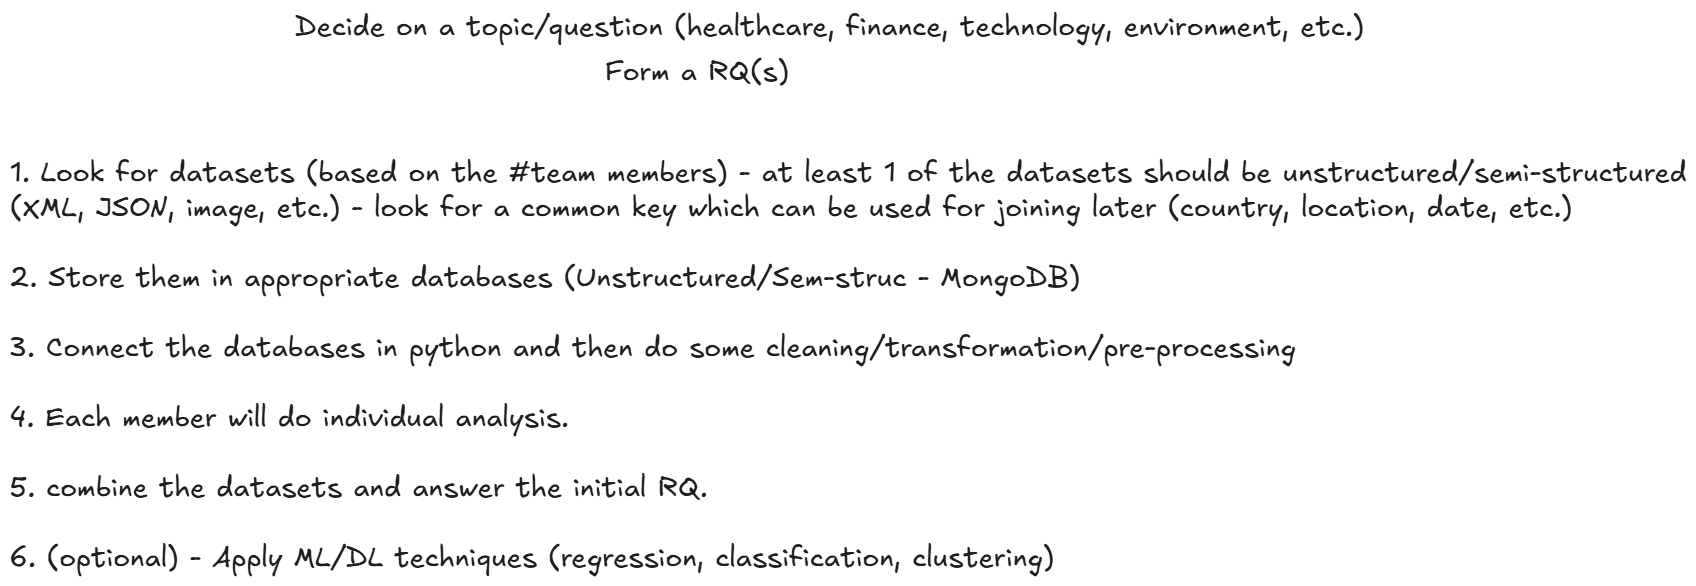 Decide on a topic/question (healthcare, finance, technology, environment, etc.)
Form a RQ(s)
1. Look for datasets (based on the #team members) - at least 1 of the datasets should be unstructured/semi-structured
(XML, JSON, image, etc.) - look for a common key which can be used for joining later (country, location, date, etc.)
2. Store them in appropriate databases (Unstructured/Sem-struc - MongoDB)
3. Connect the databases in python and then do some cleaning/transformation/pre-processing
4. Each member will do individual analysis.
5. combine the datasets and answer the initial RQ.
6. (optional) - Apply ML/DL techniques (regression, classification, clustering)